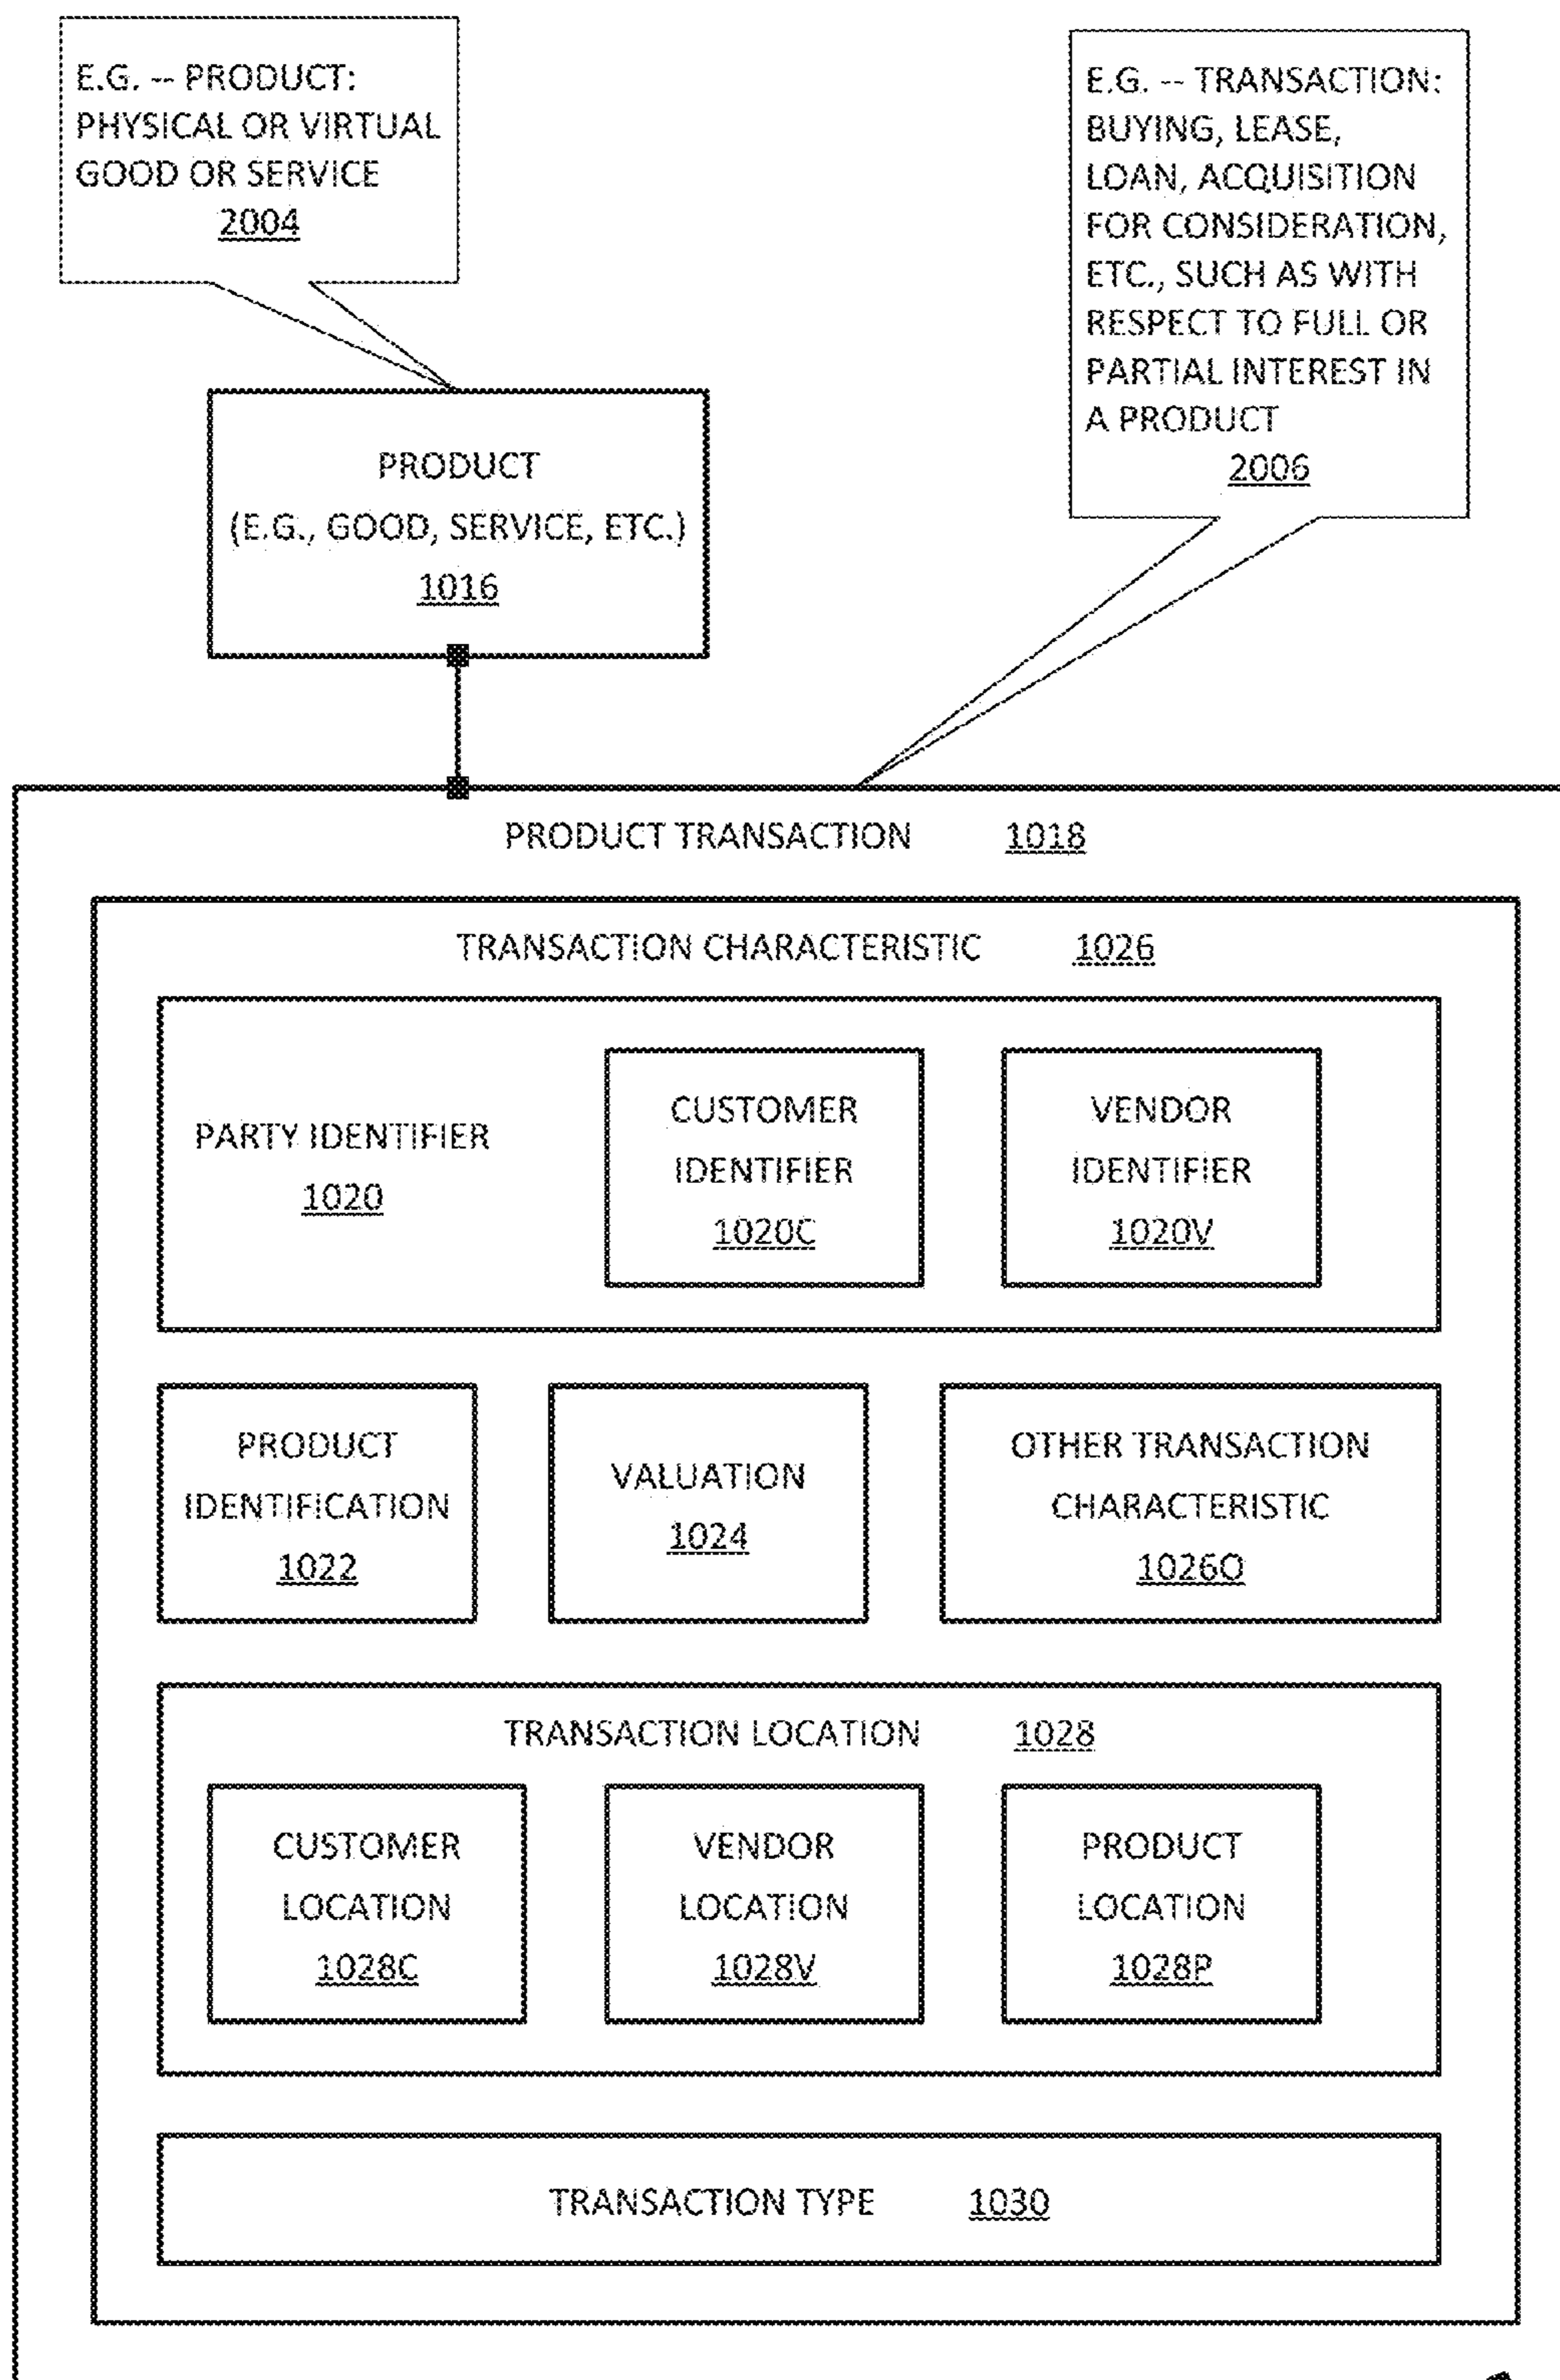 E.G. -- PRODUCT:
PHYSICAL OR VIRTUAL
GOOD OR SERVICE
2004
E.G. -- TRANSACTION:
BUYING, LEASE,
LOAN, ACQUISITION
FOR CONSIDERATION,
ETC., SUCH AS WITH
RESPECT TO FULL OR
PARTIAL INTEREST IN
A PRODUCT
2006
PRODUCT
(E.G., GOOD, SERVICE, ETC.)
1016
PRODUCT TRANSACTION 1018
TRANSACTION CHARACTERISTIC 1026
PARTY IDENTIFIER
1020
CUSTOMER
IDENTIFIER
1020C
VENDOR
IDENTIFIER
1020V
PRODUCT
IDENTIFICATION
1022
VALUATION
1024
OTHER TRANSACTION
CHARACTERISTIC
1026O
TRANSACTION LOCATION 1028
CUSTOMER
LOCATION
1028C
VENDOR
LOCATION
1028V
PRODUCT
LOCATION
1028P
TRANSACTION TYPE 1030